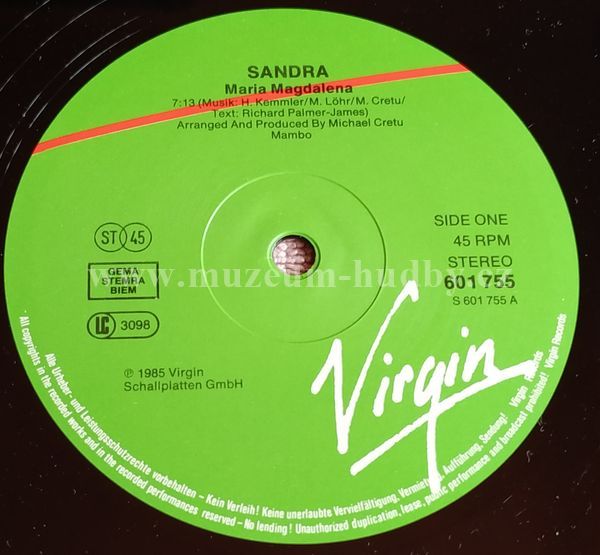 SANDRA
Maria Magdalena
7:13 (Musik: H. Kemmler/M. Löhr/M. Cretu/
Text: Richard Palmer-James)
Arranged And Produced By Michael Cretu
Mambo
ST 45
GEMA
STEMRA
BIEM
LC 3098
SIDE ONE
45 RPM
STEREO
601 755
S 601 755 A
www.muzeum-hudby.cz
℗ 1985 Virgin
Schallplatten GmbH
Virgin
Alle Urheber- und Leistungsschutzrechte vorbehalten – Kein Verleih! Keine unerlaubte Vervielfältigung, Vermietung, Aufführung, Sendung! Virgin Records
· All copyrights in the recorded works and in the recorded performances reserved – No lending! Unauthorized duplication, lease, public performance and broadcast prohibited! Virgin Records ·